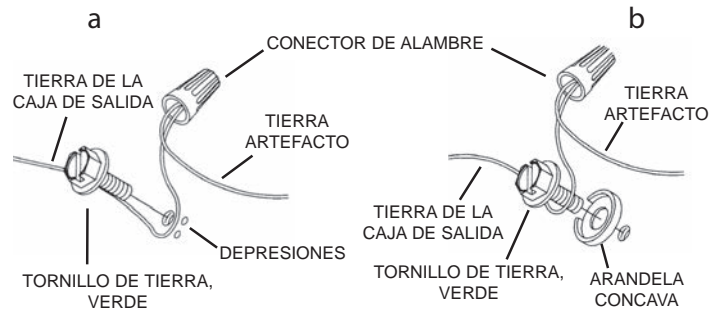 a
b
CONECTOR DE ALAMBRE
TIERRA DE LA
CAJA DE SALIDA
TIERRA
ARTEFACTO
DEPRESIONES
TORNILLO DE TIERRA,
VERDE
TIERRA
ARTEFACTO
TIERRA DE LA
CAJA DE SALIDA
TORNILLO DE TIERRA,
VERDE
ARANDELA
CONCAVA